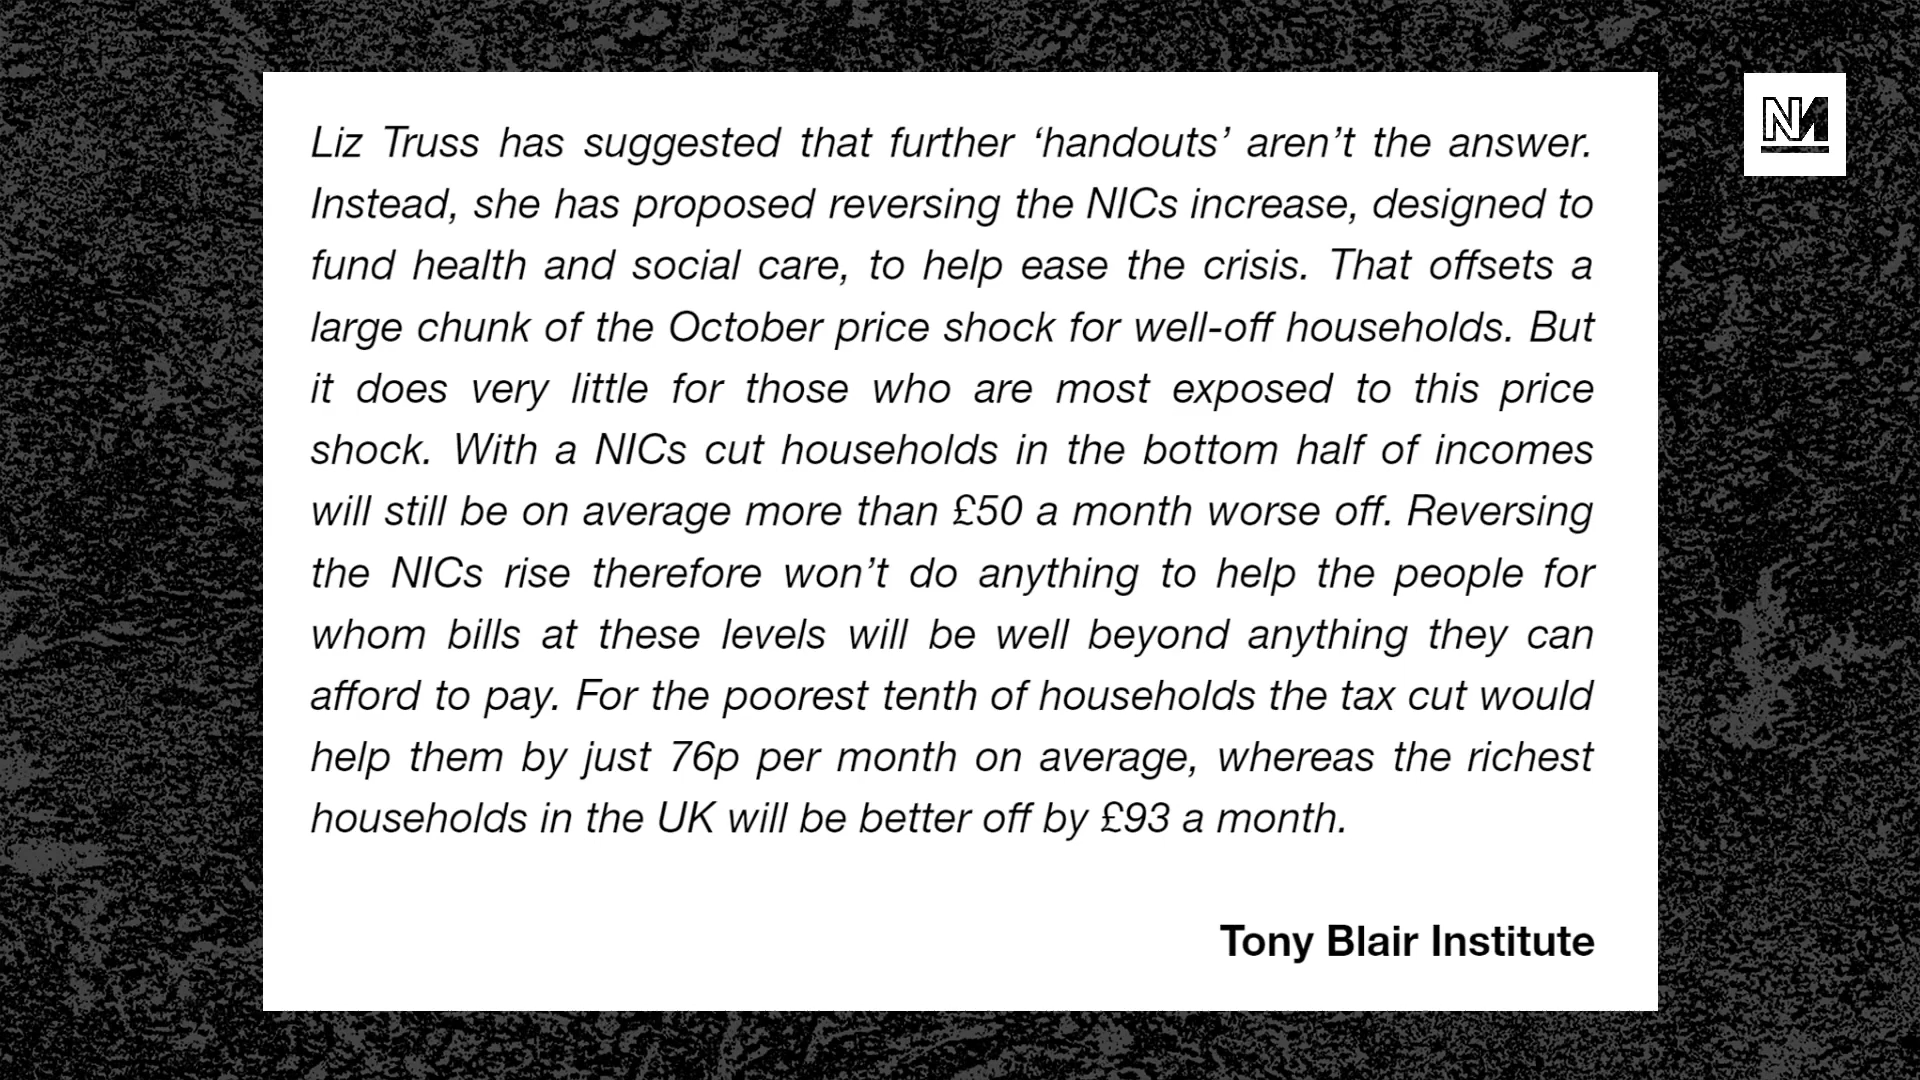 Liz Truss has suggested that further ‘handouts’ aren’t the answer.
Instead, she has proposed reversing the NICs increase, designed to
fund health and social care, to help ease the crisis. That offsets a
large chunk of the October price shock for well-off households. But
it does very little for those who are most exposed to this price
shock. With a NICs cut households in the bottom half of incomes
will still be on average more than £50 a month worse off. Reversing
the NICs rise therefore won’t do anything to help the people for
whom bills at these levels will be well beyond anything they can
afford to pay. For the poorest tenth of households the tax cut would
help them by just 76p per month on average, whereas the richest
households in the UK will be better off by £93 a month.
Tony Blair Institute
NM